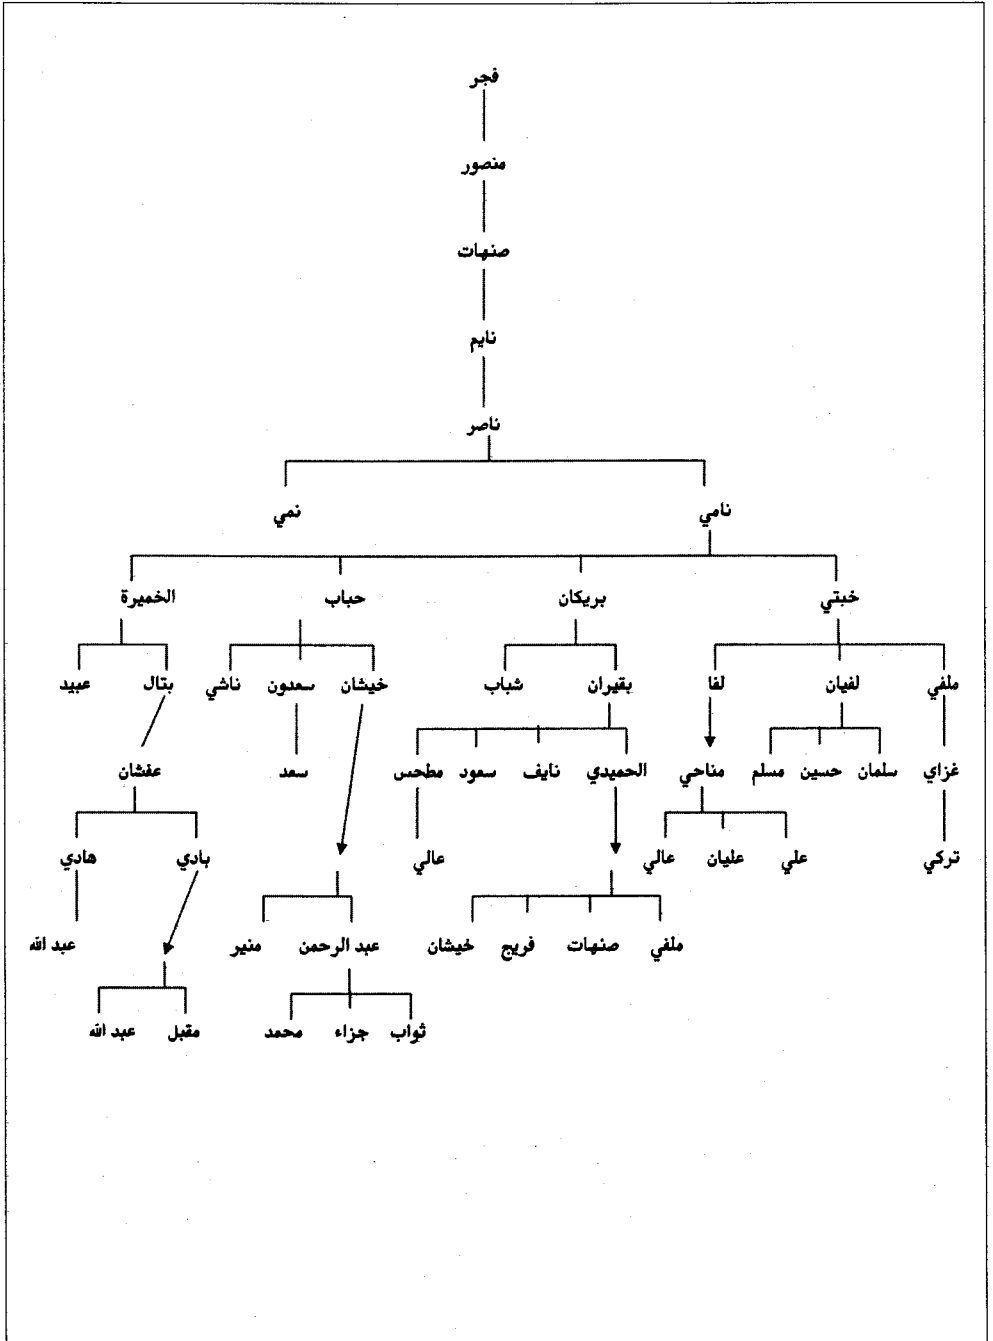 فجر
منصور
صنهات
نايم
ناصر
نامي نمي
خبتي بريكان حباب الخميرة
ملفي لفيان لفا بقيران شباب خيشان سعدون ناشي بتال عبيد
غزاي سلمان حسين مسلم مناحي الحميدي نايف سعود مطحس سعد عفشان
تركي علي عليان عالي عالي بادي هادي
ملفي صنهات فريج خيشان عبد الرحمن منير عبد الله
ثواب جزاء محمد مقبل عبد الله